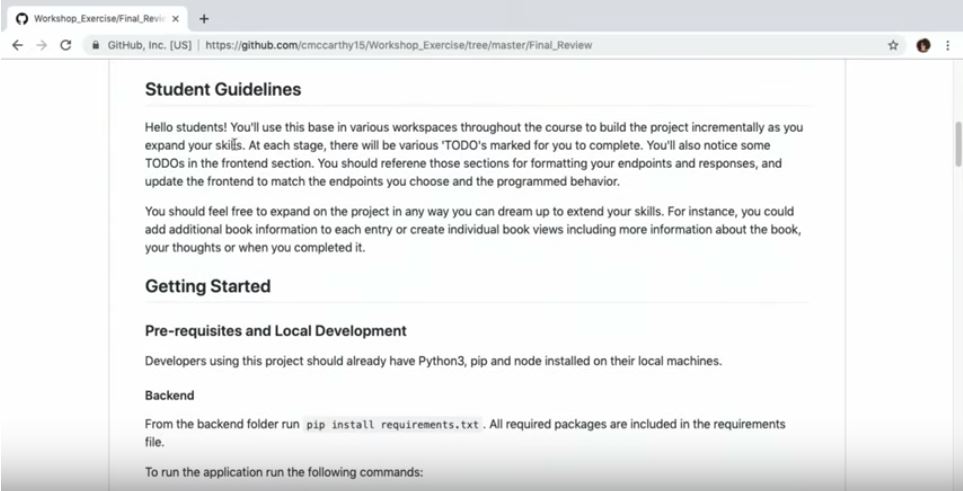 Workshop_Exercise/Final_Revie
GitHub, Inc. [US] | https://github.com/cmccarthy15/Workshop_Exercise/tree/master/Final_Review
Student Guidelines
Hello students! You'll use this base in various workspaces throughout the course to build the project incrementally as you
expand your skills. At each stage, there will be various 'TODO's marked for you to complete. You'll also notice some
TODOs in the frontend section. You should referene those sections for formatting your endpoints and responses, and
update the frontend to match the endpoints you choose and the programmed behavior.
You should feel free to expand on the project in any way you can dream up to extend your skills. For instance, you could
add additional book information to each entry or create individual book views including more information about the book,
your thoughts or when you completed it.
Getting Started
Pre-requisites and Local Development
Developers using this project should already have Python3, pip and node installed on their local machines.
Backend
From the backend folder run pip install requirements.txt. All required packages are included in the requirements
file.
To run the application run the following commands: